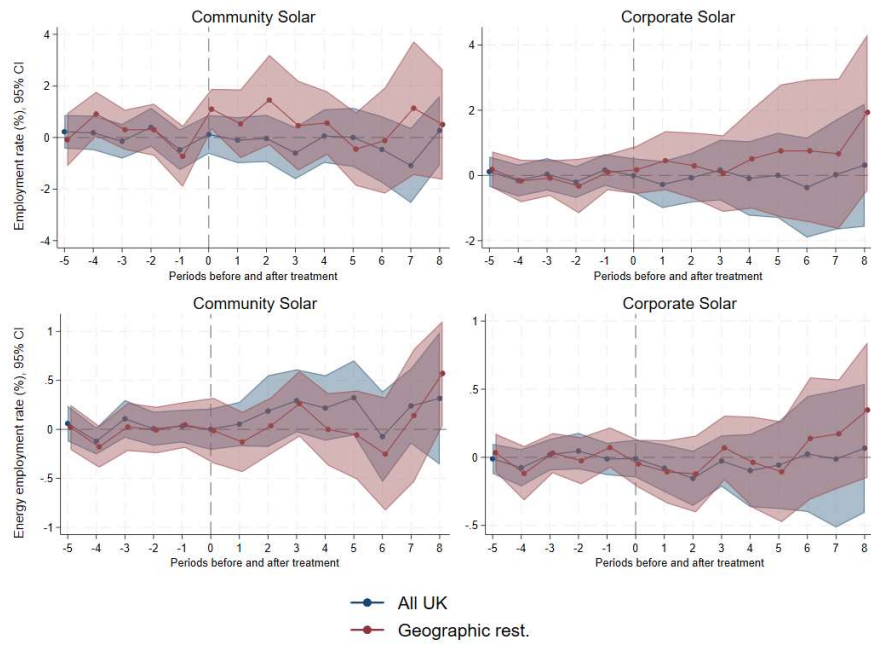 Community Solar
Corporate Solar
Employment rate (%), 95% CI
4
2
0
-2
-4
-5 -4 -3 -2 -1 0 1 2 3 4 5 6 7 8
Periods before and after treatment
4
2
0
-2
-5 -4 -3 -2 -1 0 1 2 3 4 5 6 7 8
Periods before and after treatment
Community Solar
Corporate Solar
Energy employment rate (%), 95% CI
1
.5
0
-.5
-1
-5 -4 -3 -2 -1 0 1 2 3 4 5 6 7 8
Periods before and after treatment
1
.5
0
-.5
-5 -4 -3 -2 -1 0 1 2 3 4 5 6 7 8
Periods before and after treatment
All UK
Geographic rest.